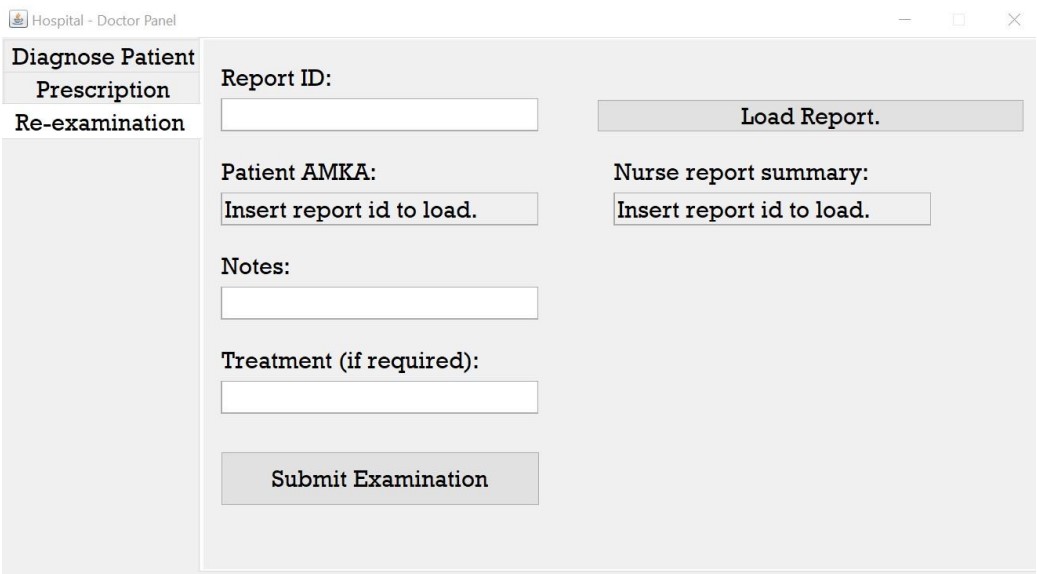 Hospital - Doctor Panel
Diagnose Patient
Prescription
Re-examination
Report ID:
Load Report.
Patient AMKA:
Nurse report summary:
Insert report id to load.
Insert report id to load.
Notes:
Treatment (if required):
Submit Examination